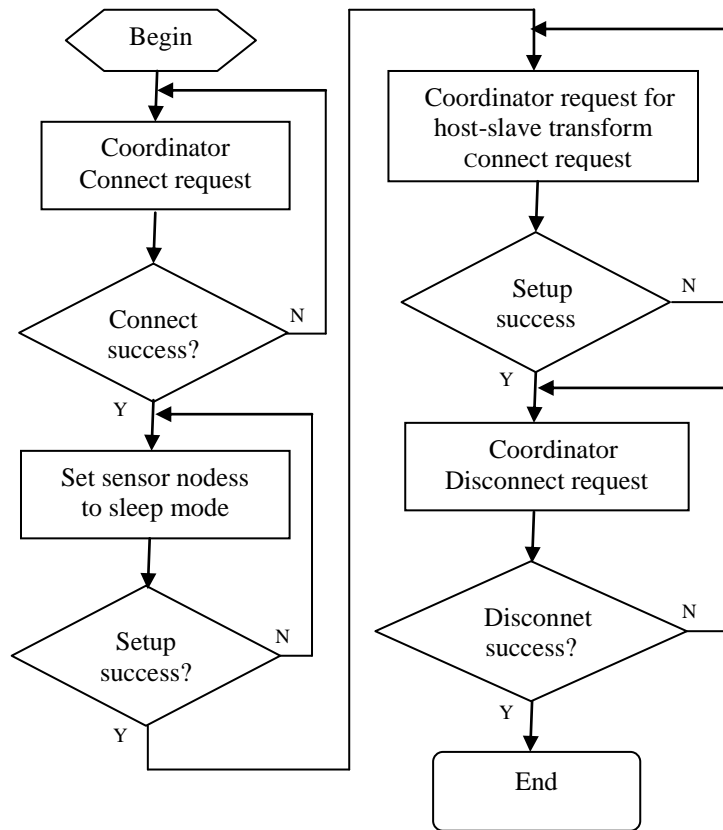 Begin
Coordinator
Connect request
Connect
success?
N
Y
Set sensor nodess
to sleep mode
Setup
success?
N
Y
Coordinator request for
host-slave transform
connect request
Setup
success
N
Y
Coordinator
Disconnect request
Disconnet
success?
N
Y
End